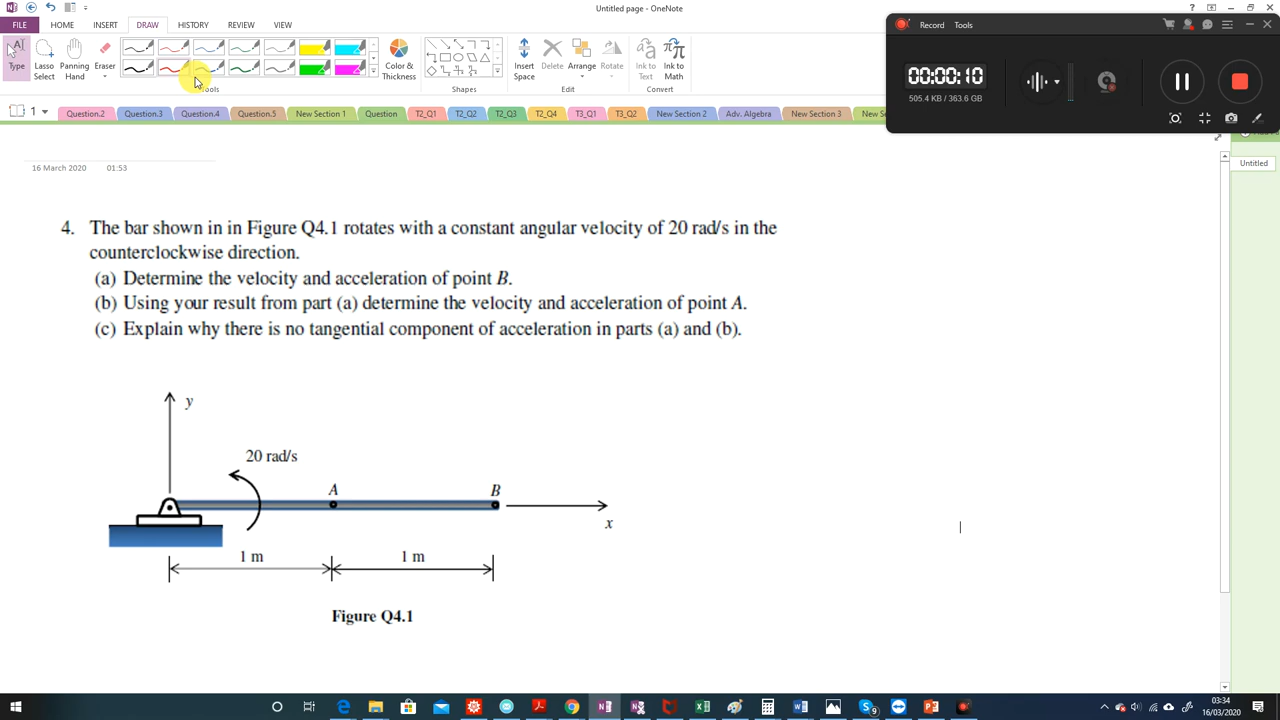 Untitled page - OneNote
FILE HOME INSERT DRAW HISTORY REVIEW VIEW
Record Tools
00:00:10
505.4 KB / 363.6 GB
Type
Lasso Select
Panning Hand
Eraser
Tools
Color & Thickness
Shapes
Insert Space
Delete
Arrange
Rotate
Edit
Ink to Text
Ink to Math
Convert
1
Question.2 Question.3 Question.4 Question.5 New Section 1 Question T2_Q1 T2_Q2 T2_Q3 T2_Q4 T3_Q1 T3_Q2 New Section 2 Adv. Algebra New Section 3
Untitled
16 March 2020 01:53
4. The bar shown in in Figure Q4.1 rotates with a constant angular velocity of 20 rad/s in the
counterclockwise direction.
(a) Determine the velocity and acceleration of point B.
(b) Using your result from part (a) determine the velocity and acceleration of point A.
(c) Explain why there is no tangential component of acceleration in parts (a) and (b).
y
20 rad/s
A B
x
1 m 1 m
Figure Q4.1
03:34
16/03/2020